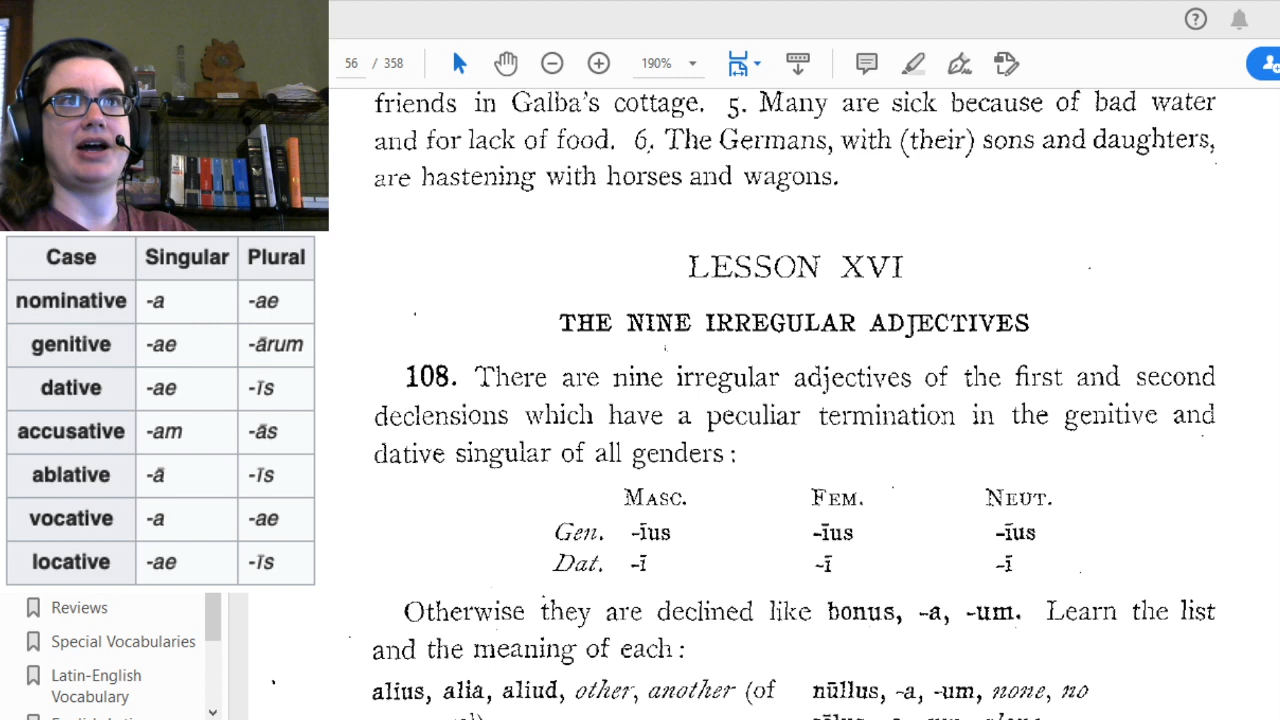 56 / 358
190%
friends in Galba's cottage. 5. Many are sick because of bad water
and for lack of food. 6. The Germans, with (their) sons and daughters,
are hastening with horses and wagons.
LESSON XVI
THE NINE IRREGULAR ADJECTIVES
108. There are nine irregular adjectives of the first and second
declensions which have a peculiar termination in the genitive and
dative singular of all genders:
MASC. FEM. NEUT.
Gen. -īus -īus -īus
Dat. -ī -ī -ī
Otherwise they are declined like bonus, -a, -um. Learn the list
and the meaning of each:
alius, alia, aliud, other, another (of nūllus, -a, -um, none, no
Case Singular Plural
nominative -a -ae
genitive -ae -ārum
dative -ae -īs
accusative -am -ās
ablative -ā -īs
vocative -a -ae
locative -ae -īs
Reviews
Special Vocabularies
Latin-English
Vocabulary